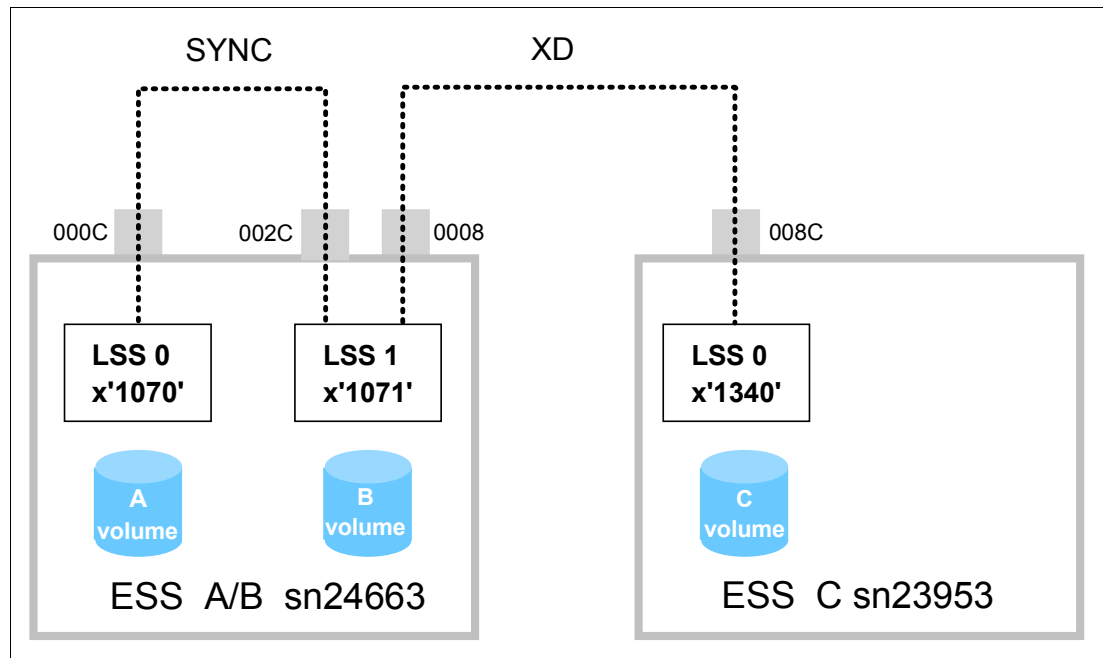 SYNC
XD
000C
002C
0008
008C
LSS 0
x'1070'
LSS 1
x'1071'
LSS 0
x'1340'
A
volume
B
volume
C
volume
ESS A/B sn24663
ESS C sn23953